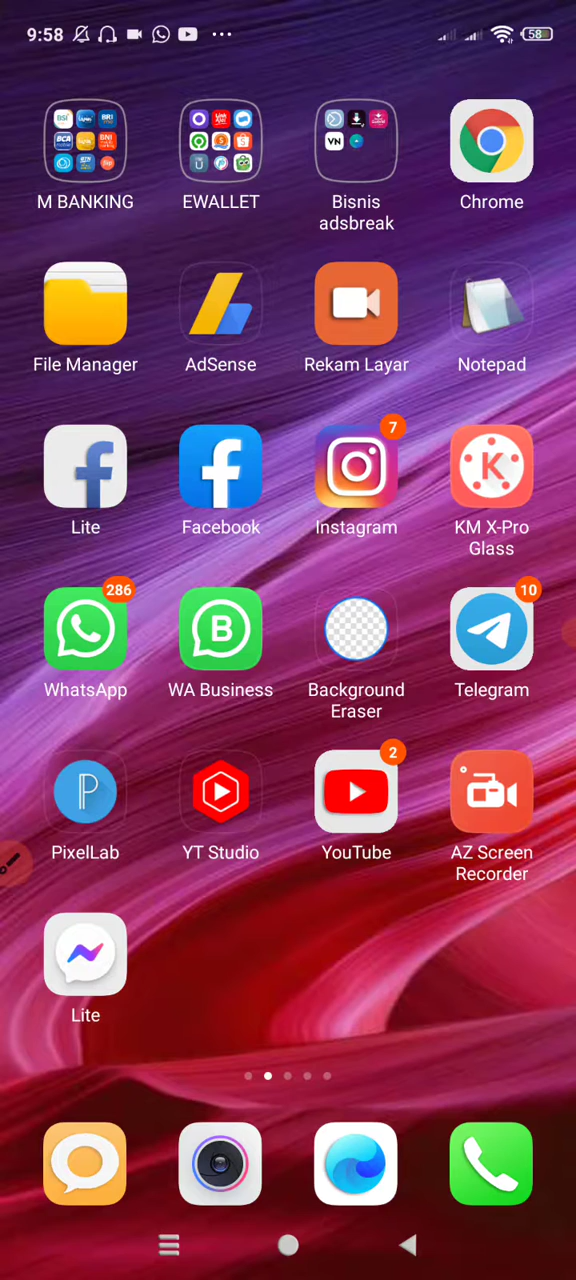 9:58
58
M BANKING
EWALLET
Bisnis
adsbreak
Chrome
VN
File Manager
AdSense
Rekam Layar
Notepad
Lite
Facebook
7
Instagram
K
KM X-Pro
Glass
286
WhatsApp
B
WA Business
Background
Eraser
10
Telegram
P
PixelLab
YT Studio
2
YouTube
AZ Screen
Recorder
Lite